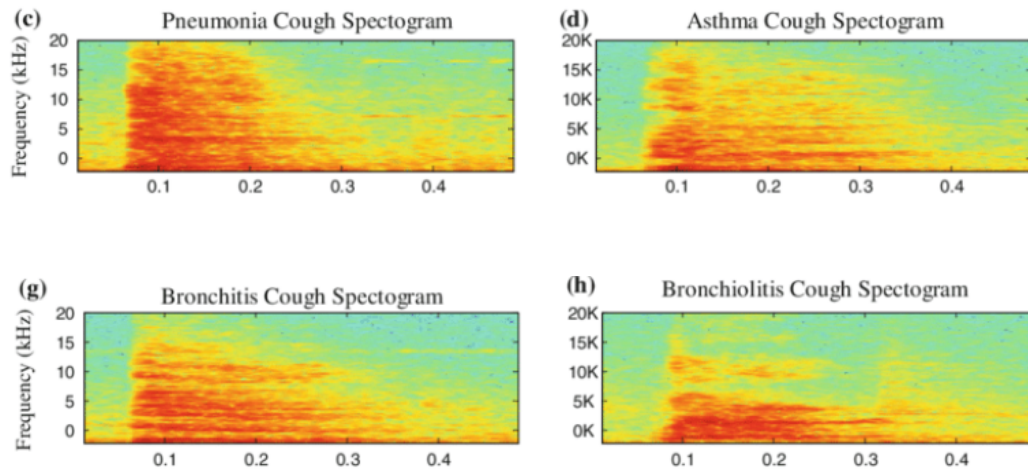 (c) Pneumonia Cough Spectogram
Frequency (kHz)
20
15
10
5
0
0.1 0.2 0.3 0.4
(d) Asthma Cough Spectogram
20K
15K
10K
5K
0K
0.1 0.2 0.3 0.4
(g) Bronchitis Cough Spectogram
Frequency (kHz)
20
15
10
5
0
0.1 0.2 0.3 0.4
(h) Bronchiolitis Cough Spectogram
20K
15K
10K
5K
0K
0.1 0.2 0.3 0.4